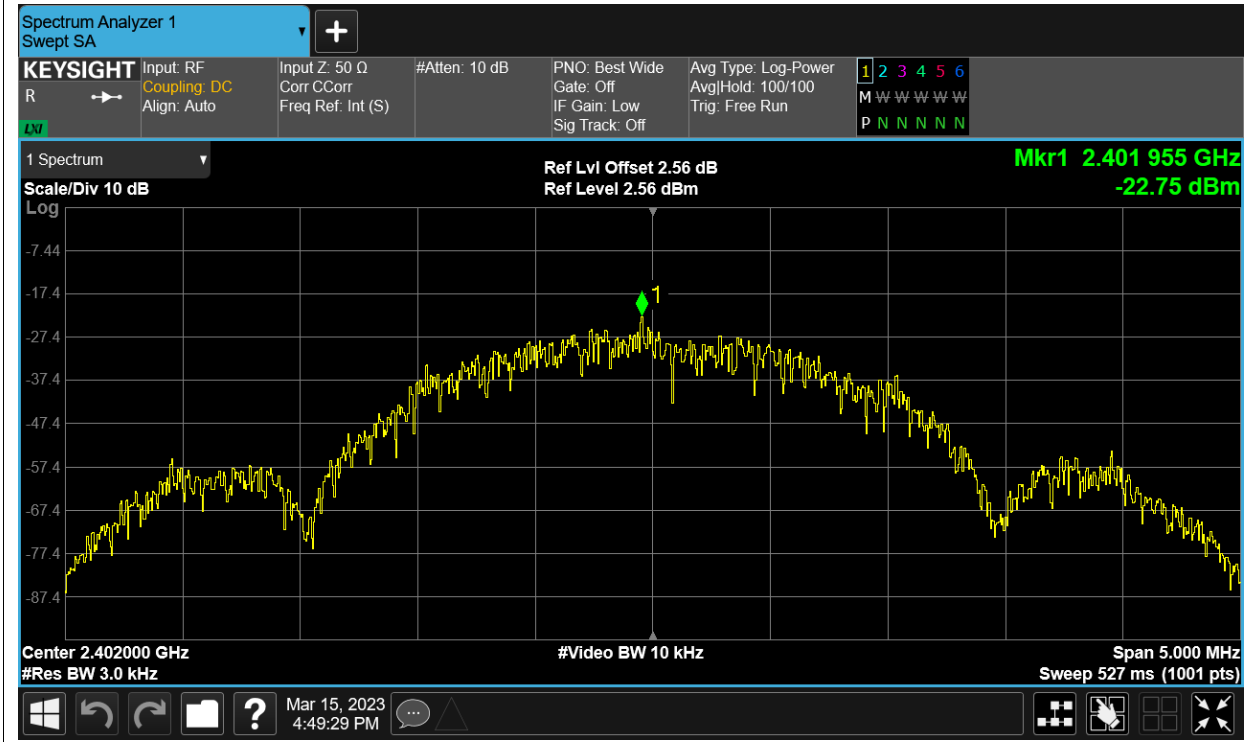 Spectrum Analyzer 1
Swept SA
+
KEYSIGHT
R
LXI
Input: RF
Coupling: DC
Align: Auto
Input Z: 50 Ω
Corr CCorr
Freq Ref: Int (S)
#Atten: 10 dB
PNO: Best Wide
Gate: Off
IF Gain: Low
Sig Track: Off
Avg Type: Log-Power
Avg|Hold: 100/100
Trig: Free Run
1 2 3 4 5 6
M W W W W W W
P N N N N N N
1 Spectrum
Scale/Div 10 dB
Log
Ref Lvl Offset 2.56 dB
Ref Level 2.56 dBm
Mkr1 2.401 955 GHz
-22.75 dBm
1
-7.44
-17.4
-27.4
-37.4
-47.4
-57.4
-67.4
-77.4
-87.4
Center 2.402000 GHz
#Res BW 3.0 kHz
#Video BW 10 kHz
Span 5.000 MHz
Sweep 527 ms (1001 pts)
?
Mar 15, 2023
4:49:29 PM